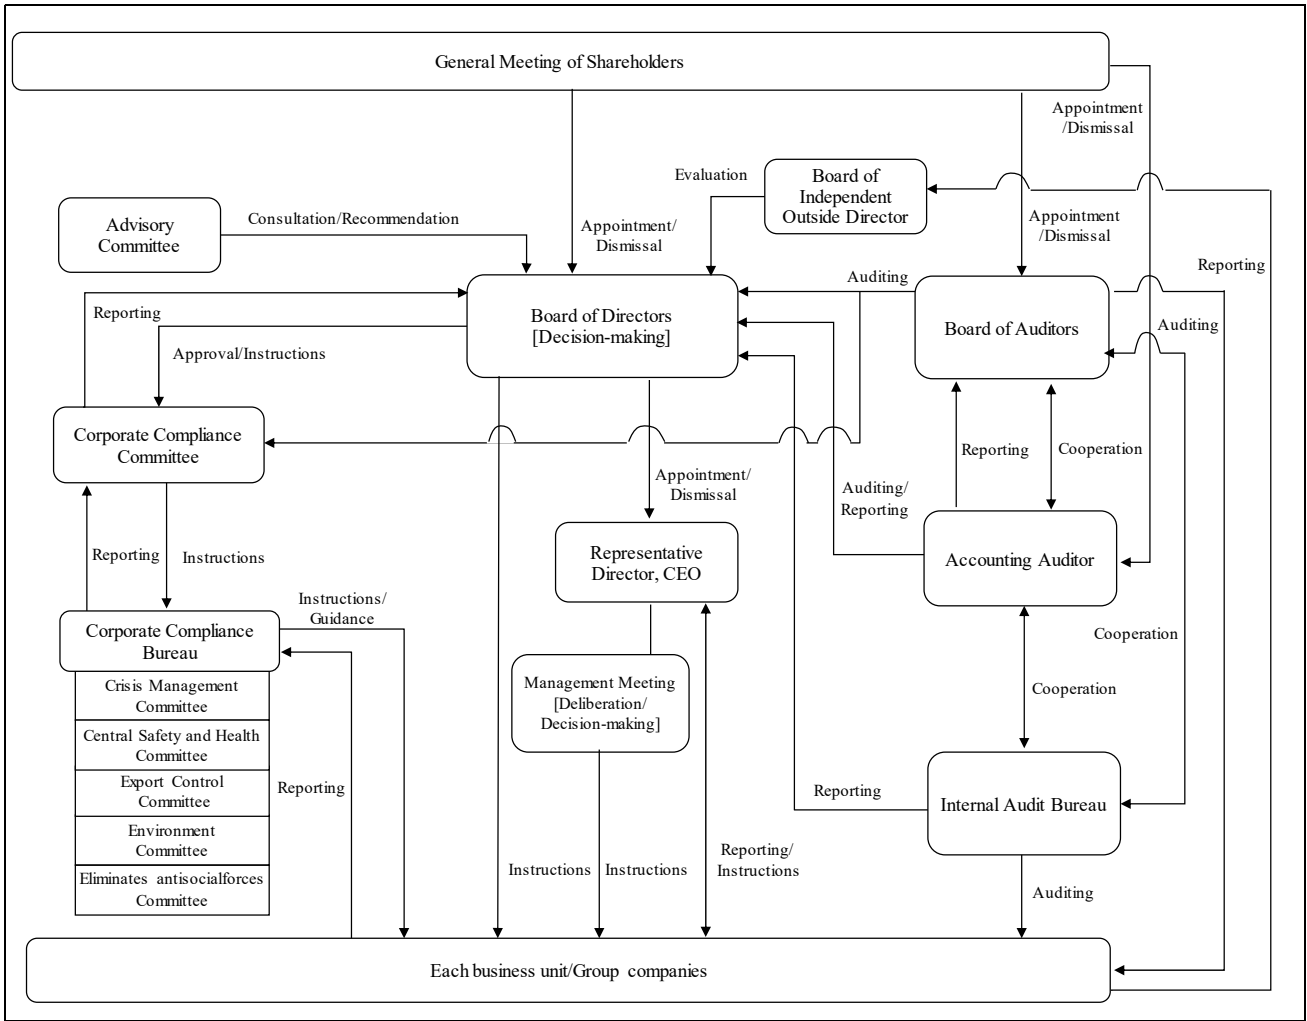 General Meeting of Shareholders
Appointment
/Dismissal
Evaluation
Board of
Independent
Outside Director
Advisory
Committee
Consultation/Recommendation
Appointment/
Dismissal
Appointment
/Dismissal
Reporting
Auditing
Reporting
Board of Directors
[Decision-making]
Board of Auditors
Auditing
Approval/Instructions
Corporate Compliance
Committee
Reporting
Cooperation
Appointment/
Dismissal
Auditing/
Reporting
Reporting
Instructions
Representative
Director, CEO
Accounting Auditor
Instructions/
Guidance
Corporate Compliance
Bureau
Cooperation
Crisis Management
Committee
Management Meeting
[Deliberation/
Decision-making]
Cooperation
Central Safety and Health
Committee
Export Control
Committee
Reporting
Reporting
Internal Audit Bureau
Environment
Committee
Eliminates antisocialforces
Committee
Instructions
Instructions
Reporting/
Instructions
Auditing
Each business unit/Group companies